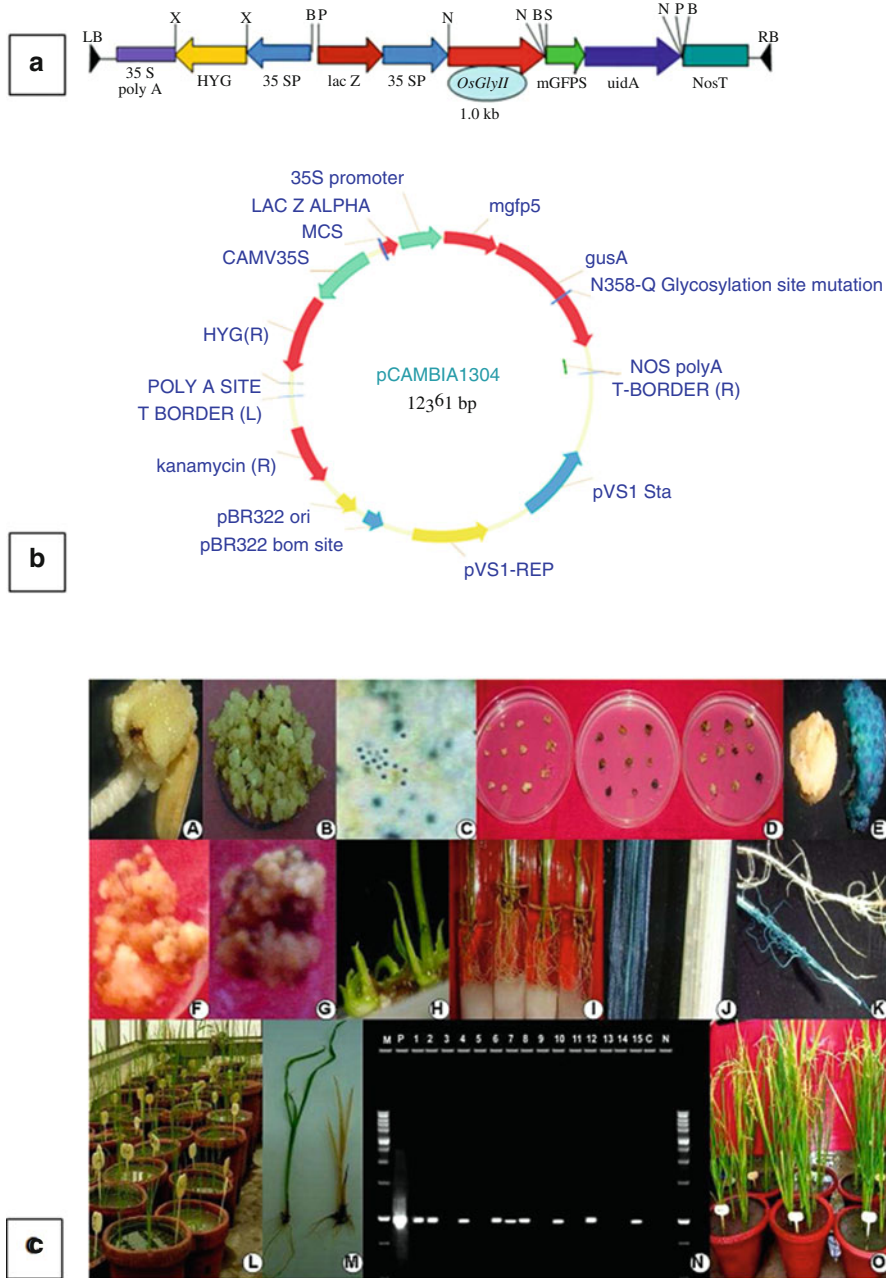 a
LB X X B P N N B S N P B RB
35 S poly A HYG 35 SP lac Z 35 SP OsGlyII mGFPS uidA NosT
1.0 kb
b
35S promoter
LAC Z ALPHA
mgfp5
MCS
CAMV35S
gusA
N358-Q Glycosylation site mutation
HYG(R)
NOS polyA
pCAMBIA1304
POLY A SITE
T-BORDER (R)
12361 bp
T BORDER (L)
kanamycin (R)
pVS1 Sta
pBR322 ori
pBR322 bom site
pVS1-REP
c
A B C D E
F G H I J K
M P 1 2 3 4 5 6 7 8 9 10 11 12 13 14 15 C N
L M N O